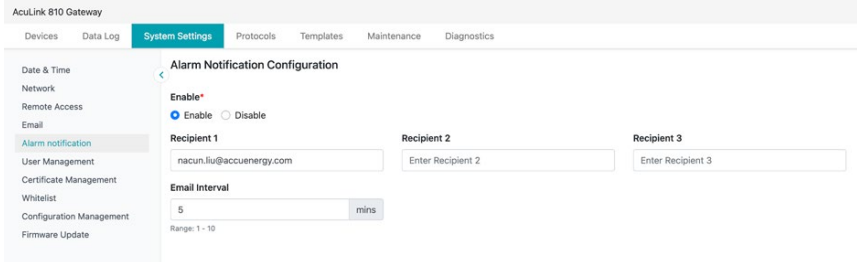 AcuLink 810 Gateway
Devices Data Log System Settings Protocols Templates Maintenance Diagnostics
Date & Time
Network
Remote Access
Email
Alarm notification
User Management
Certificate Management
Whitelist
Configuration Management
Firmware Update
Alarm Notification Configuration
Enable*
Enable Disable
Recipient 1 Recipient 2 Recipient 3
nacun.liu@accuenergy.com Enter Recipient 2 Enter Recipient 3
Email Interval
5 mins
Range: 1 - 10